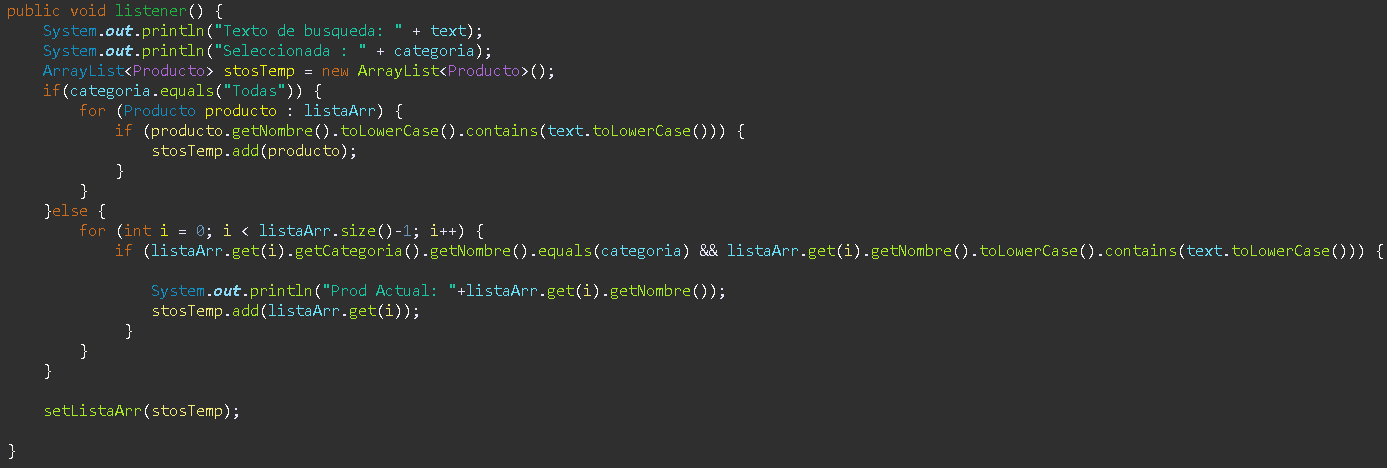 public void listener() {
    System.out.println("Texto de busqueda: " + text);
    System.out.println("Seleccionada : " + categoria);
    ArrayList<Producto> stosTemp = new ArrayList<Producto>();
    if(categoria.equals("Todas")) {
        for (Producto producto : listaArr) {
            if (producto.getNombre().toLowerCase().contains(text.toLowerCase())) {
                stosTemp.add(producto);
            }
        }
    }else {
        for (int i = 0; i < listaArr.size()-1; i++) {
            if (listaArr.get(i).getCategoria().getNombre().equals(categoria) && listaArr.get(i).getNombre().toLowerCase().contains(text.toLowerCase())) {
                System.out.println("Prod Actual: "+listaArr.get(i).getNombre());
                stosTemp.add(listaArr.get(i));
             }
        }
    }
    setListaArr(stosTemp);
}